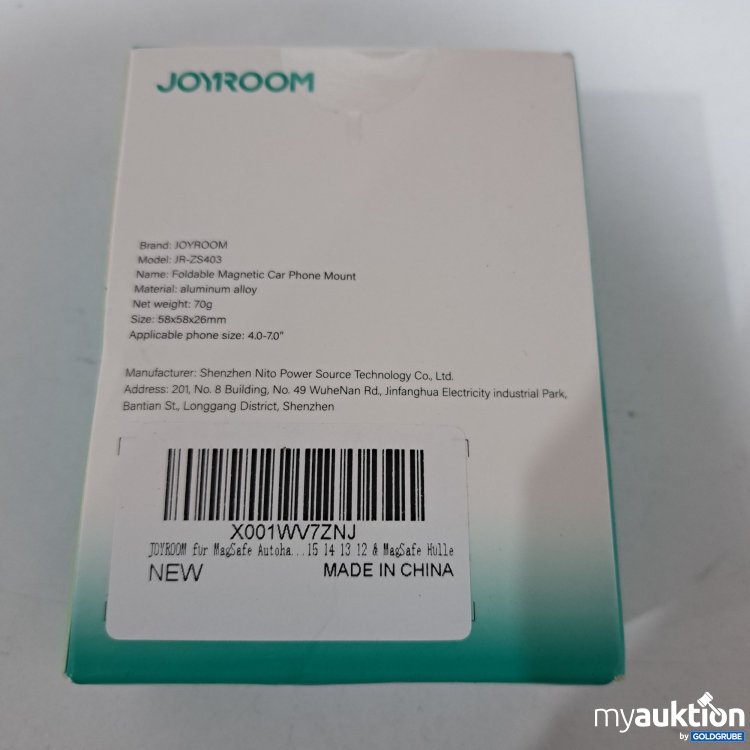 JOYROOM
Brand: JOYROOM
Model: JR-ZS403
Name: Foldable Magnetic Car Phone Mount
Material: aluminum alloy
Net weight: 70g
Size: 58x58x26mm
Applicable phone size: 4.0-7.0"
Manufacturer: Shenzhen Nito Power Source Technology Co., Ltd.
Address: 201, No. 8 Building, No. 49 WuheNan Rd., Jinfanghua Electricity industrial Park,
Bantian St., Longgang District, Shenzhen
X001WV7ZNJ
JOYROOM fur MagSafe Autoha...15 14 13 12 & MagSafe Hulle
NEW MADE IN CHINA
myauktion
by GOLDGRUBE